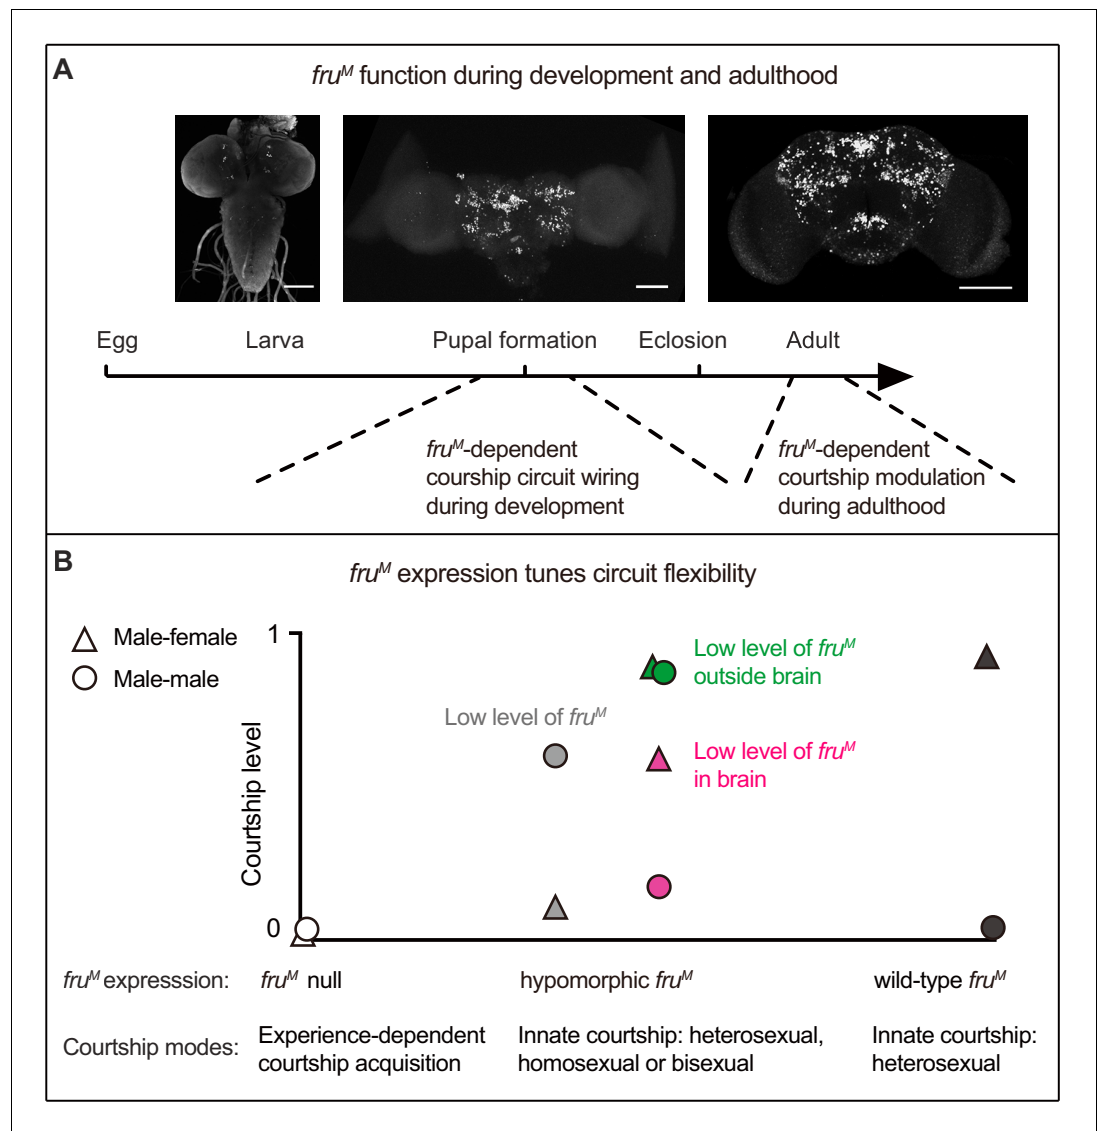 A
fruM function during development and adulthood
Egg Larva Pupal formation Eclosion Adult
fruM-dependent
courship circuit wiring
during development
fruM-dependent
courtship modulation
during adulthood
B
fruM expression tunes circuit flexibility
Male-female
Male-male
1
0
Courtship level
Low level of fruM
outside brain
Low level of fruM
Low level of fruM
in brain
fruM expresssion: fruM null hypomorphic fruM wild-type fruM
Courtship modes:
Experience-dependent
courtship acquisition
Innate courtship: heterosexual,
homosexual or bisexual
Innate courtship:
heterosexual